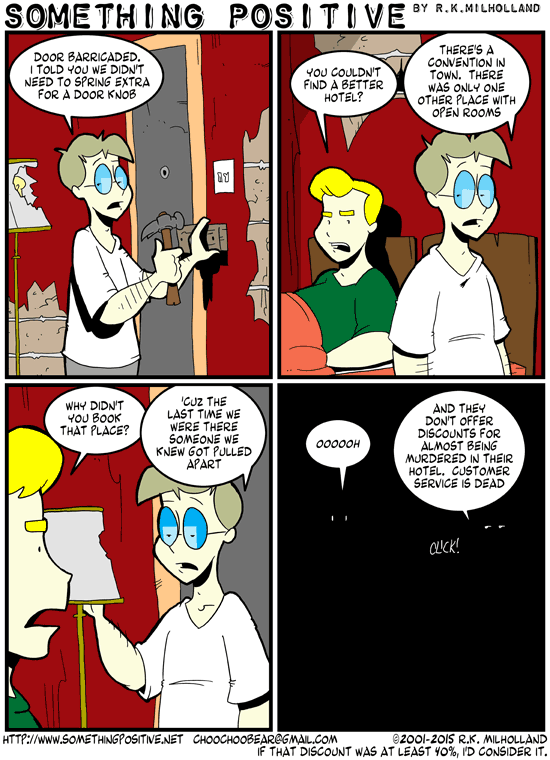 SOMETHING POSITIVE BY R.K.MILHOLLAND
DOOR BARRICADED.
I TOLD YOU WE DIDN'T
NEED TO SPRING EXTRA
FOR A DOOR KNOB
YOU COULDN'T
FIND A BETTER
HOTEL?
THERE'S A
CONVENTION IN
TOWN. THERE
WAS ONLY ONE
OTHER PLACE WITH
OPEN ROOMS
WHY DIDN'T
YOU BOOK
THAT PLACE?
'CUZ THE
LAST TIME WE
WERE THERE
SOMEONE WE
KNEW GOT PULLED
APART
OOOOOH
AND THEY
DON'T OFFER
DISCOUNTS FOR
ALMOST BEING
MURDERED IN THEIR
HOTEL. CUSTOMER
SERVICE IS DEAD
CLICK!
HTTP://WWW.SOMETHINGPOSITIVE.NET CHOOCHOOBEAR@GMAIL.COM ©2001-2015 R.K. MILHOLLAND
IF THAT DISCOUNT WAS AT LEAST 40%, I'D CONSIDER IT.